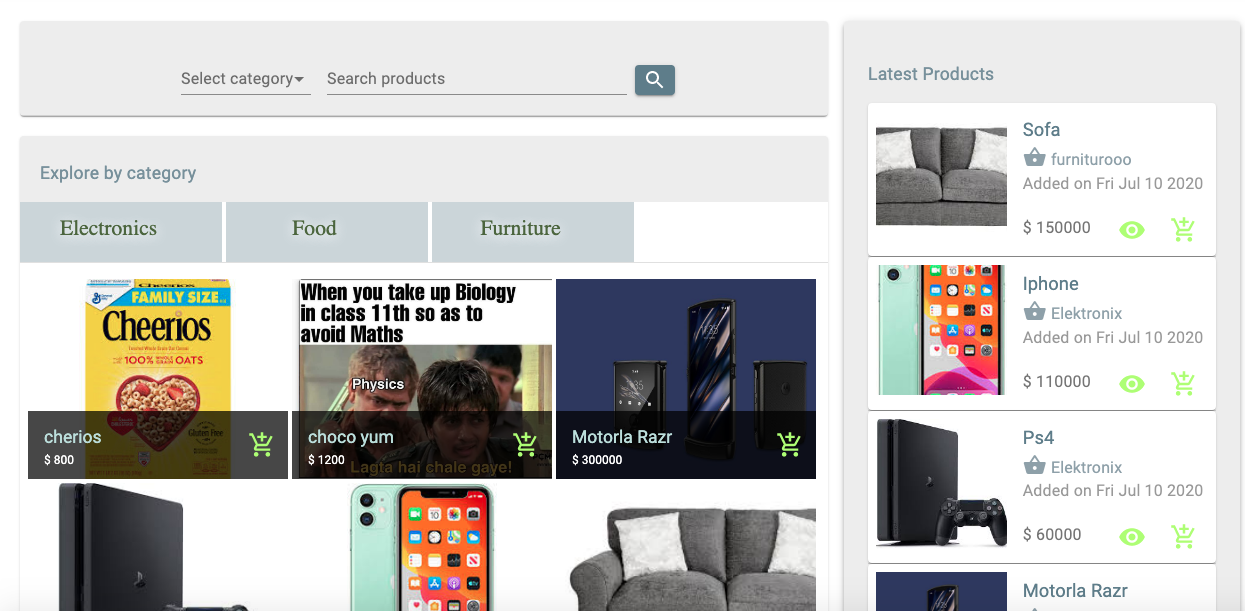 Select category
Search products
Explore by category
Electronics
Food
Furniture
Cheerios
FAMILY SIZE
Cheerios
100% WHOLE GRAIN OATS
Gluten Free
cherios
$ 800
When you take up Biology
in class 11th so as to
avoid Maths
Physics
Lagta hai chale gaye!
choco yum
$ 1200
Motorla Razr
$ 300000
Latest Products
Sofa
furniturooo
Added on Fri Jul 10 2020
$ 150000
Iphone
Elektronix
Added on Fri Jul 10 2020
$ 110000
Ps4
Elektronix
Added on Fri Jul 10 2020
$ 60000
Motorla Razr